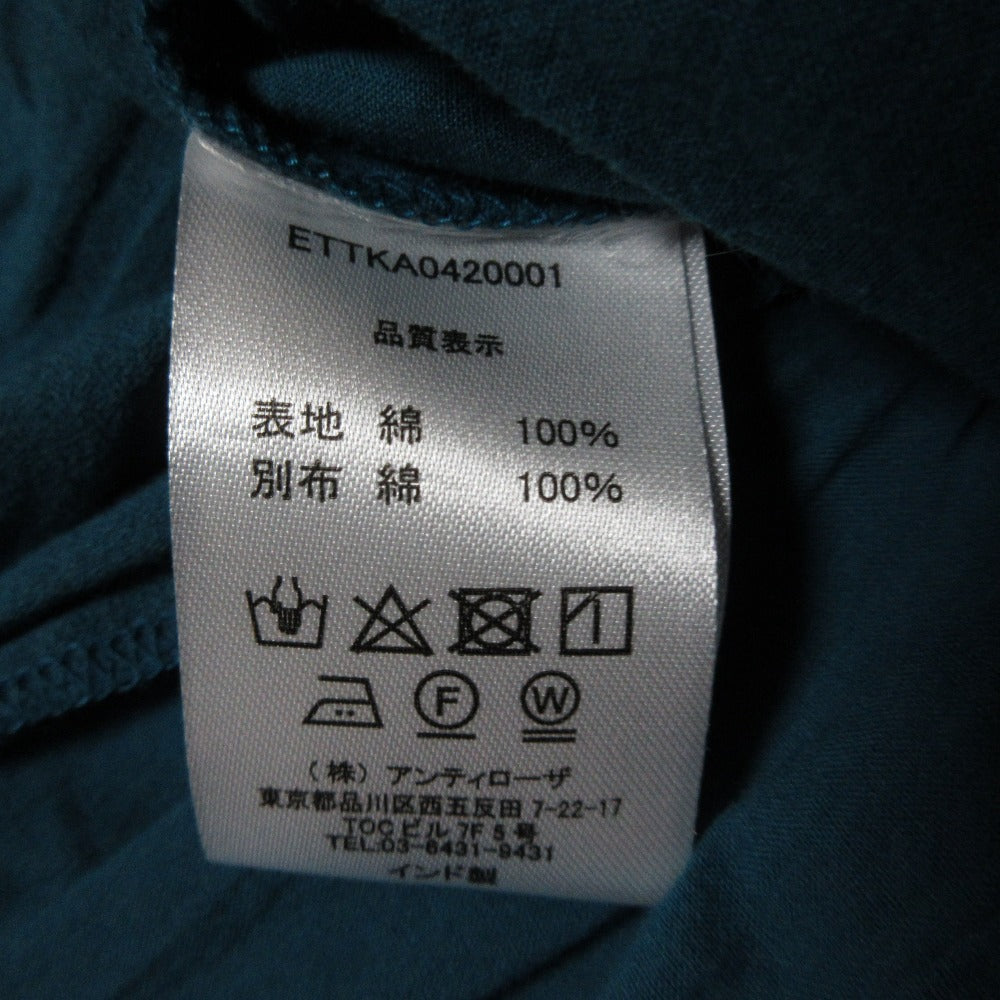 ETTKA0420001
品質表示
表地 綿 100%
別布 綿 100%
F W
(株) アンティローザ
東京都品川区西五反田 7-22-17
TOCビル 7F 5号
TEL:03-6431-9431
インド製